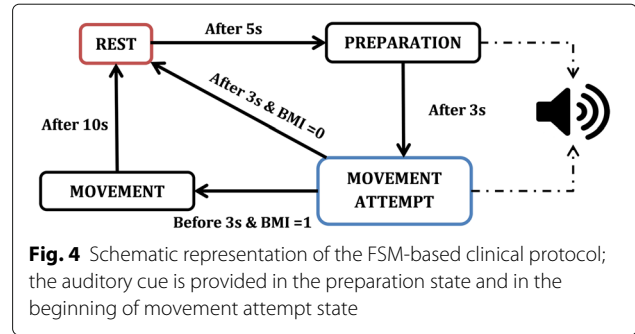 After 5s
REST
PREPARATION
After 3s & BMI =0
After 10s
After 3s
MOVEMENT
MOVEMENT
ATTEMPT
Before 3s & BMI =1
Fig. 4 Schematic representation of the FSM-based clinical protocol;
the auditory cue is provided in the preparation state and in the
beginning of movement attempt state